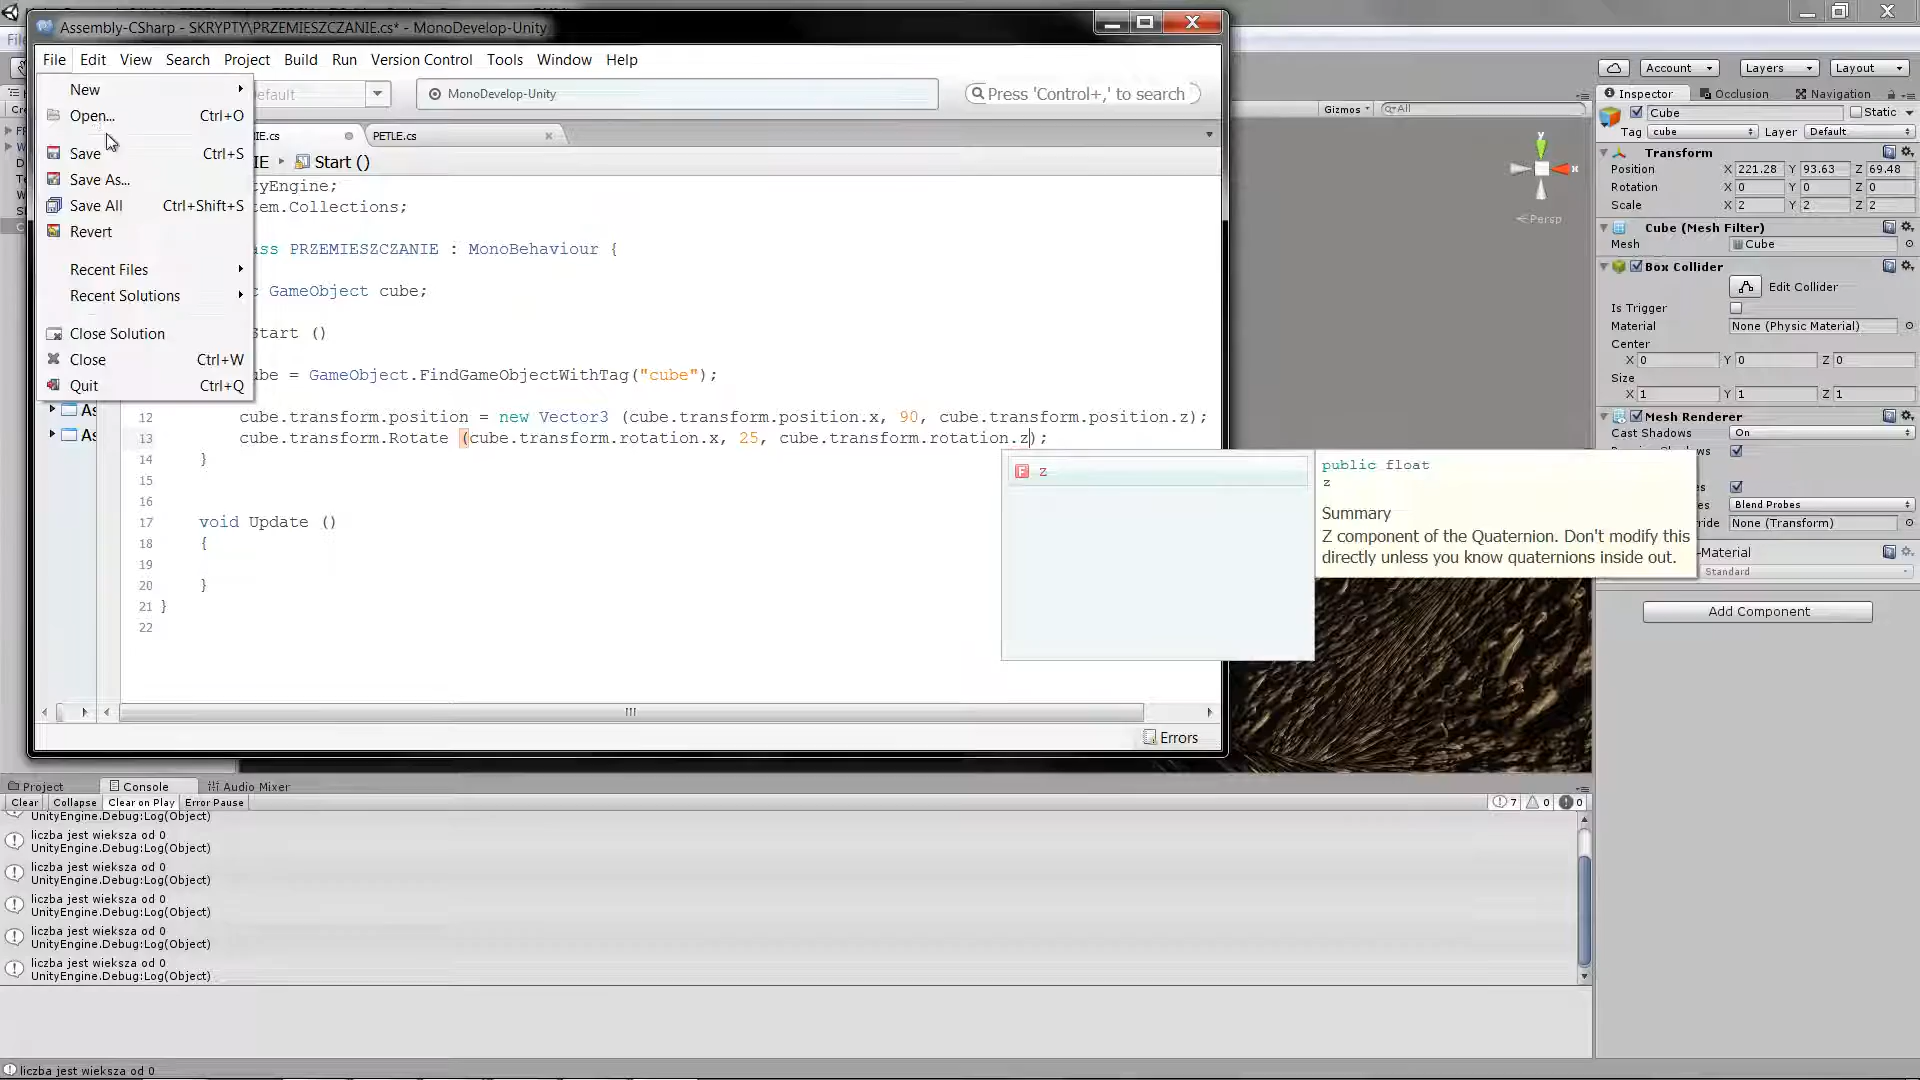 Assembly-CSharp - SKRYPTY\PRZEMIESZCZANIE.cs* - MonoDevelop-Unity
File Edit View Search Project Build Run Version Control Tools Window Help
Account Layers Layout
New
Open... Ctrl+O
Save Ctrl+S
Save As...
Save All Ctrl+Shift+S
Revert
Recent Files
Recent Solutions
Close Solution
Close Ctrl+W
Quit Ctrl+Q
MonoDevelop-Unity
Press 'Control+,' to search
PETLE.cs
Start ()
PRZEMIESZCZANIE : MonoBehaviour {
GameObject cube;
Start ()
= GameObject.FindGameObjectWithTag("cube");
12 cube.transform.position = new Vector3 (cube.transform.position.x, 90, cube.transform.position.z);
13 cube.transform.Rotate (cube.transform.rotation.x, 25, cube.transform.rotation.z);
14 }
15
16
17 void Update ()
18 {
19
20 }
21 }
22
z
public float
z
Summary
Z component of the Quaternion. Don't modify this
directly unless you know quaternions inside out.
Errors
Gizmos All
y
x
Persp
Inspector Occlusion Navigation
Cube Static
Tag cube Layer Default
Transform
Position X 221.28 Y 93.63 Z 69.48
Rotation X 0 Y 0 Z 0
Scale X 2 Y 2 Z 2
Cube (Mesh Filter)
Mesh Cube
Box Collider
Edit Collider
Is Trigger
Material None (Physic Material)
Center
X 0 Y 0 Z 0
Size
X 1 Y 1 Z 1
Mesh Renderer
Cast Shadows On
Blend Probes
None (Transform)
Material
Standard
Add Component
Project Console Audio Mixer
Clear Collapse Clear on Play Error Pause 7 0 0
UnityEngine.Debug:Log(Object)
liczba jest wieksza od 0
UnityEngine.Debug:Log(Object)
liczba jest wieksza od 0
UnityEngine.Debug:Log(Object)
liczba jest wieksza od 0
UnityEngine.Debug:Log(Object)
liczba jest wieksza od 0
UnityEngine.Debug:Log(Object)
liczba jest wieksza od 0
UnityEngine.Debug:Log(Object)
liczba jest wieksza od 0